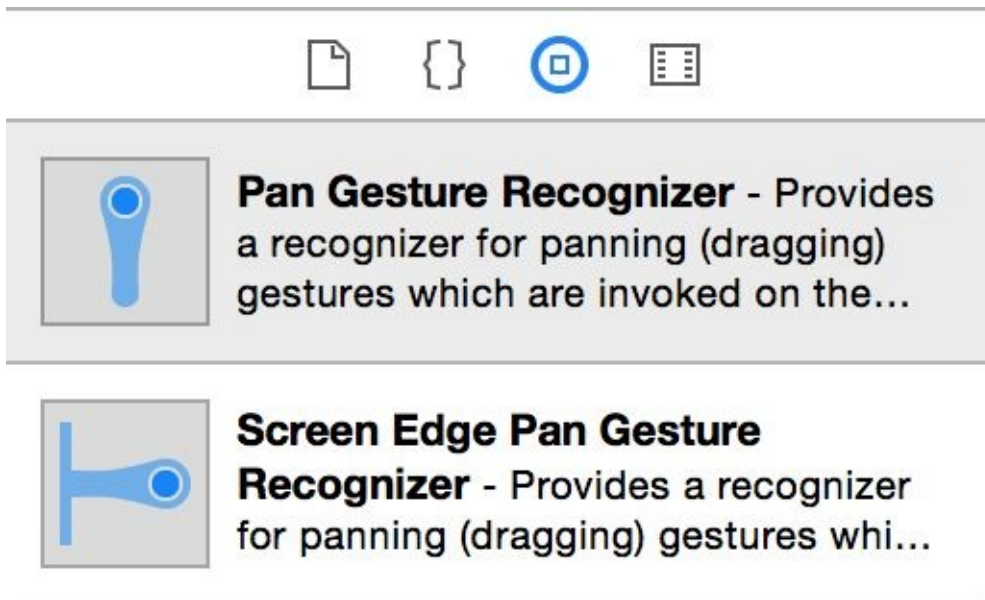 Pan Gesture Recognizer - Provides
a recognizer for panning (dragging)
gestures which are invoked on the...
Screen Edge Pan Gesture
Recognizer - Provides a recognizer
for panning (dragging) gestures whi...